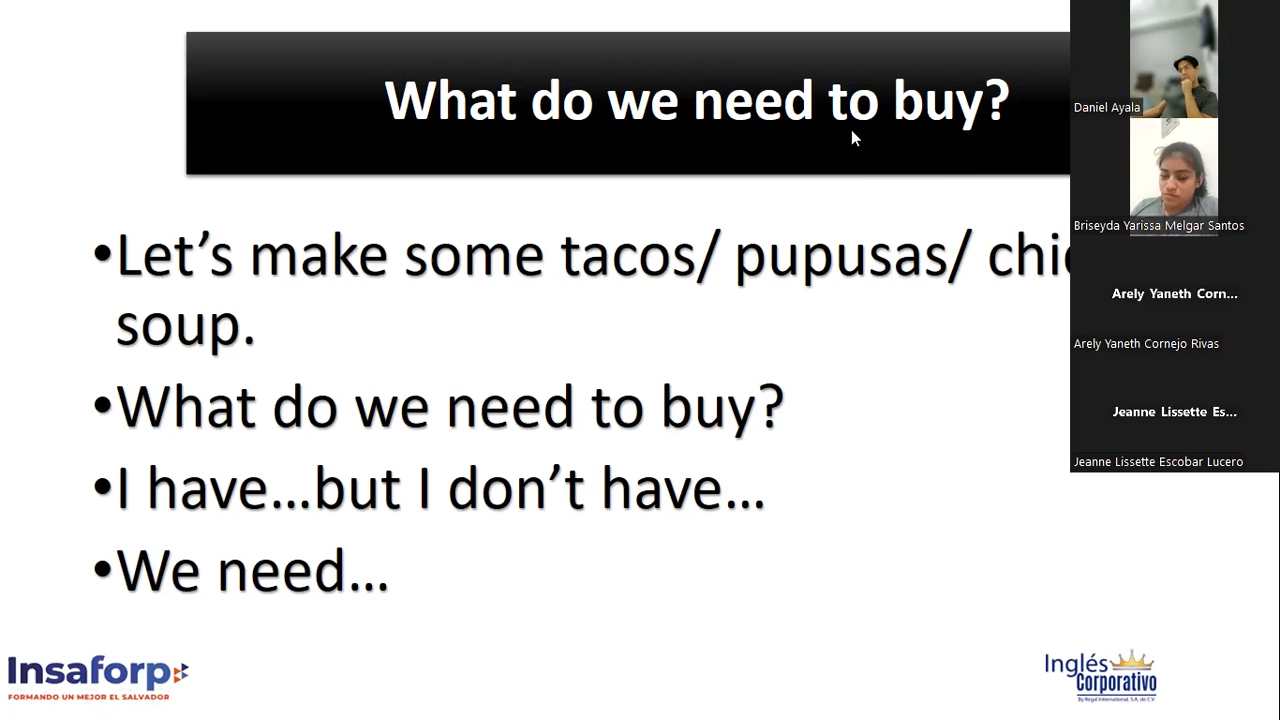 What do we need to buy?
•Let’s make some tacos/ pupusas/
soup.
•What do we need to buy?
•I have…but I don’t have…
•We need…
Insaforp
FORMANDO UN MEJOR EL SALVADOR
Inglés
Corporativo
By Regal International, S.A. de C.V.
Daniel Ayala
Briseyda Yarissa Melgar Santos
Arely Yaneth Corn...
Arely Yaneth Cornejo Rivas
Jeanne Lissette Es...
Jeanne Lissette Escobar Lucero